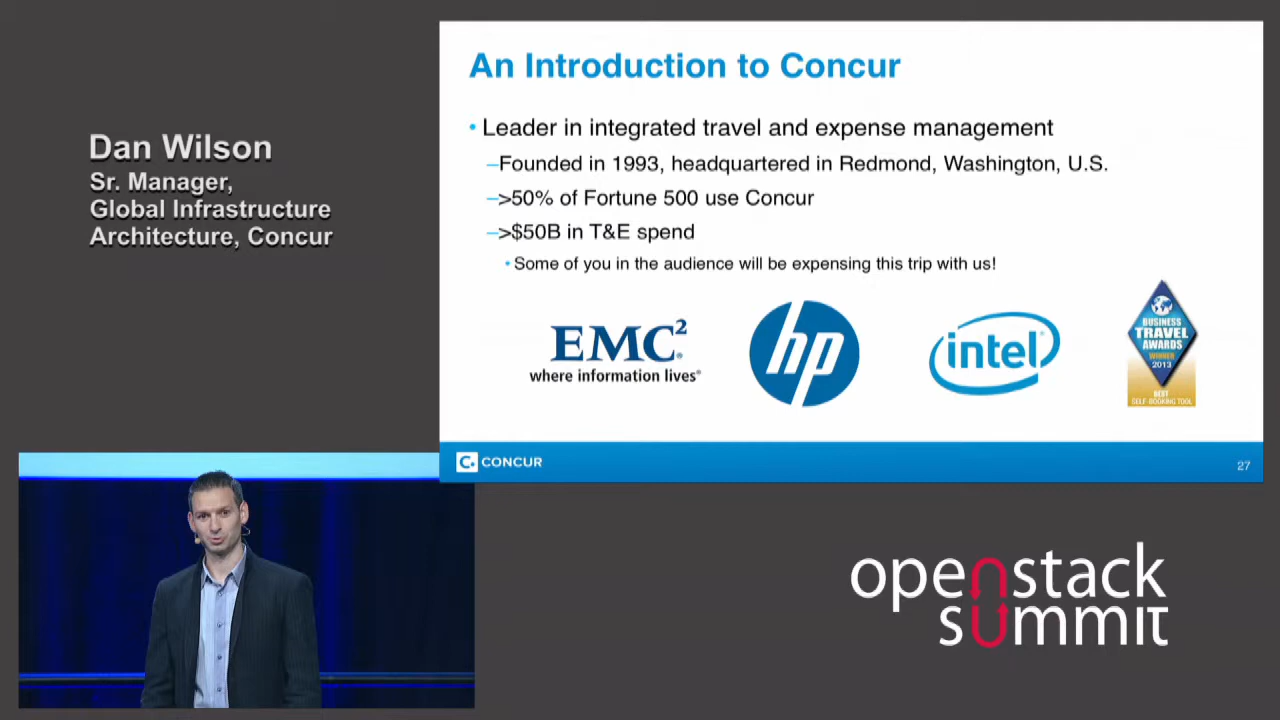 Dan Wilson
Sr. Manager,
Global Infrastructure
Architecture, Concur
An Introduction to Concur
• Leader in integrated travel and expense management
–Founded in 1993, headquartered in Redmond, Washington, U.S.
–>50% of Fortune 500 use Concur
–>$50B in T&E spend
• Some of you in the audience will be expensing this trip with us!
EMC²
where information lives®
hp
intel®
BUSINESS
TRAVEL
AWARDS
WINNER
2013
BEST
SELF-BOOKING TOOL
C. CONCUR
27
openstack
summit